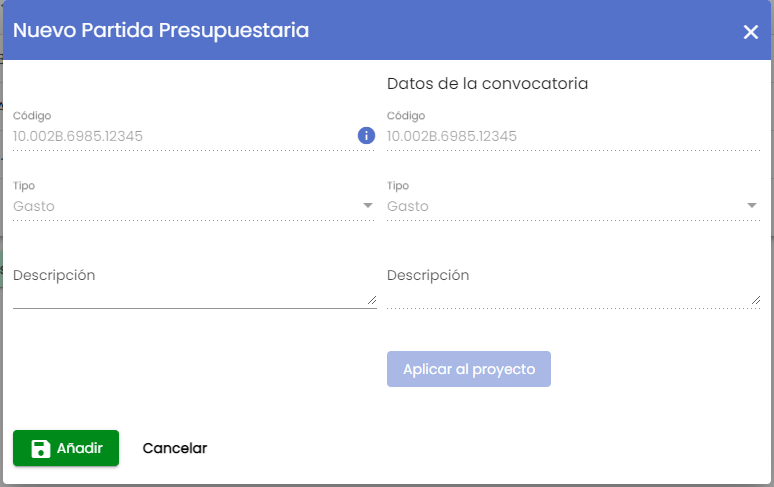 Nuevo Partida Presupuestaria
Datos de la convocatoria
Código
10.002B.6985.12345
Código
10.002B.6985.12345
Tipo
Gasto
Tipo
Gasto
Descripción
Descripción
Aplicar al proyecto
Añadir
Cancelar